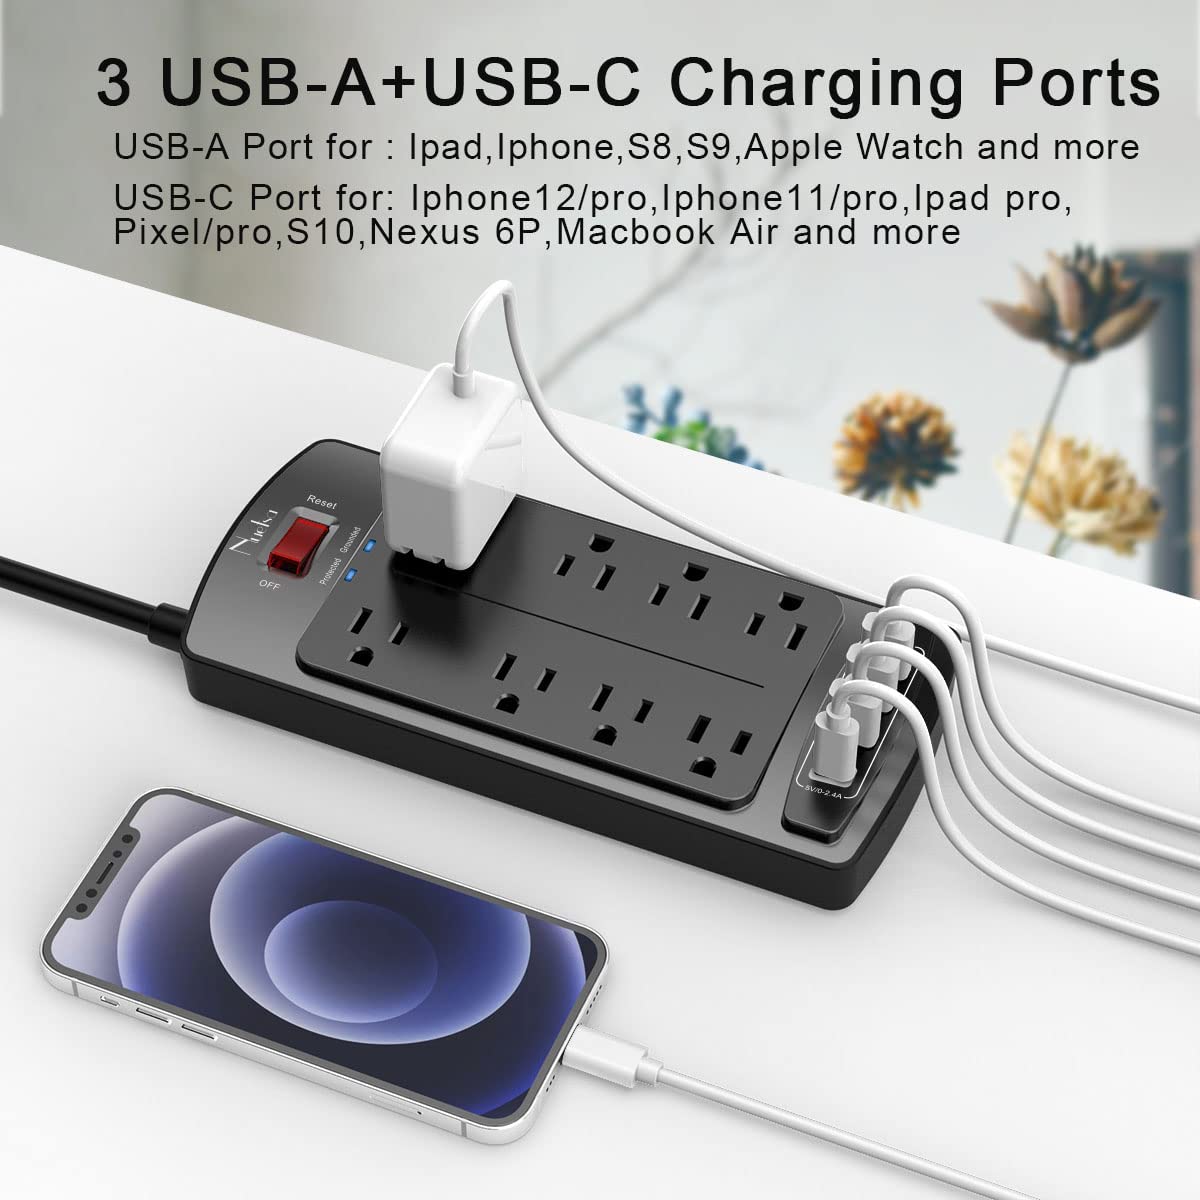 3 USB-A+USB-C Charging Ports
USB-A Port for : Ipad,Iphone,S8,S9,Apple Watch and more
USB-C Port for: Iphone12/pro,Iphone11/pro,Ipad pro,
Pixel/pro,S10,Nexus 6P,Macbook Air and more
Reset
OFF
Grounded
Protected
5V/0-2.4A